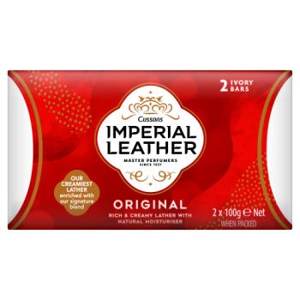 2 IVORY
BARS
Cussons
IMPERIAL
LEATHER
MASTER PERFUMERS
SINCE 1921
OUR
CREAMIEST
LATHER
enriched with
our signature
blend
ORIGINAL
RICH & CREAMY LATHER WITH
NATURAL MOISTURISER
2 x 100g e Net
WHEN PACKED